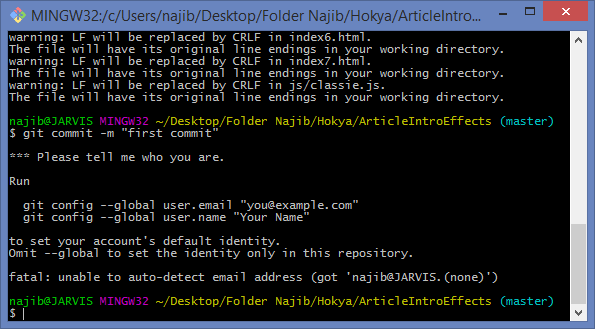 MINGW32:/c/Users/najib/Desktop/Folder Najib/Hokya/ArticleIntro...
warning: LF will be replaced by CRLF in index6.html.
The file will have its original line endings in your working directory.
warning: LF will be replaced by CRLF in index7.html.
The file will have its original line endings in your working directory.
warning: LF will be replaced by CRLF in js/classie.js.
The file will have its original line endings in your working directory.
najib@JARVIS MINGW32 ~/Desktop/Folder Najib/Hokya/ArticleIntroEffects (master)
$ git commit -m "first commit"
*** Please tell me who you are.
Run
git config --global user.email "you@example.com"
git config --global user.name "Your Name"
to set your account's default identity.
Omit --global to set the identity only in this repository.
fatal: unable to auto-detect email address (got 'najib@JARVIS.(none)')
najib@JARVIS MINGW32 ~/Desktop/Folder Najib/Hokya/ArticleIntroEffects (master)
$